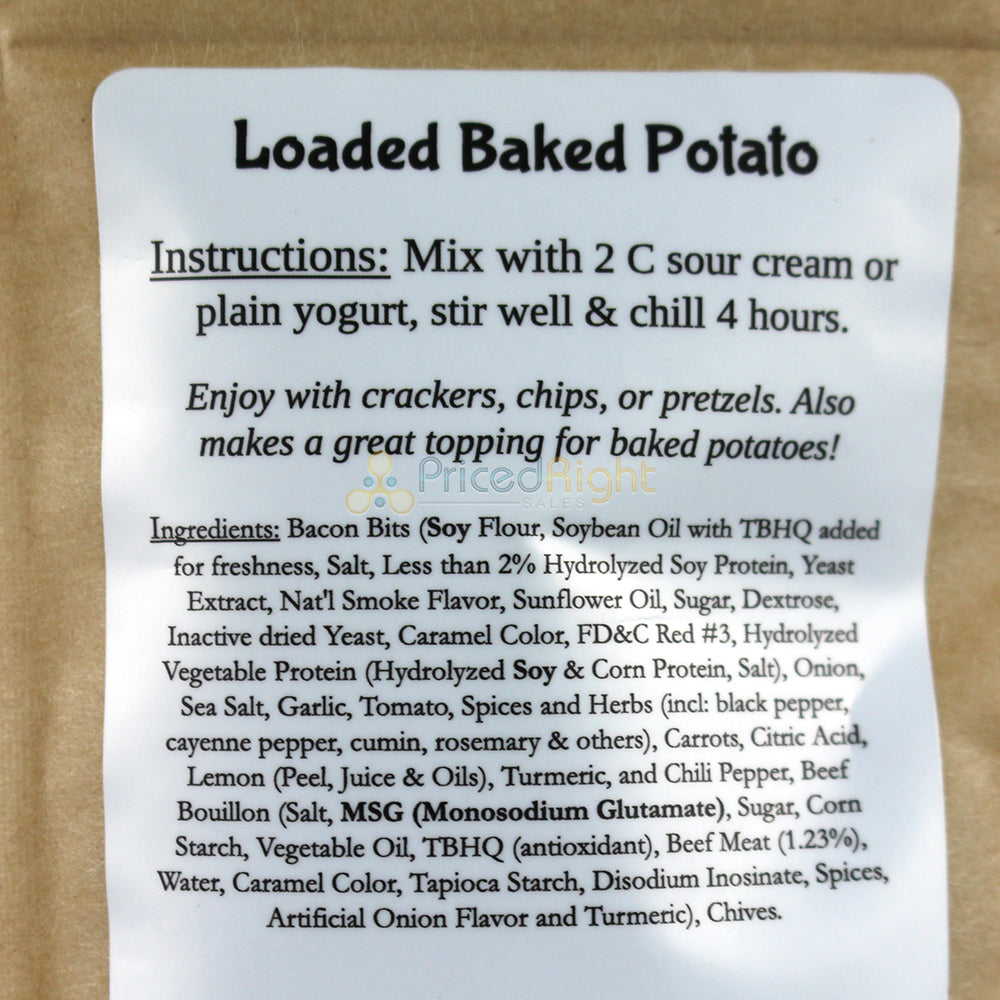 Loaded Baked Potato
Instructions: Mix with 2 C sour cream or
plain yogurt, stir well & chill 4 hours.
Enjoy with crackers, chips, or pretzels. Also
makes a great topping for baked potatoes!
PricedRight
SALES
Ingredients: Bacon Bits (Soy Flour, Soybean Oil with TBHQ added
for freshness, Salt, Less than 2% Hydrolyzed Soy Protein, Yeast
Extract, Nat'l Smoke Flavor, Sunflower Oil, Sugar, Dextrose,
Inactive dried Yeast, Caramel Color, FD&C Red #3, Hydrolyzed
Vegetable Protein (Hydrolyzed Soy & Corn Protein, Salt), Onion,
Sea Salt, Garlic, Tomato, Spices and Herbs (incl: black pepper,
cayenne pepper, cumin, rosemary & others), Carrots, Citric Acid,
Lemon (Peel, Juice & Oils), Turmeric, and Chili Pepper, Beef
Bouillon (Salt, MSG (Monosodium Glutamate), Sugar, Corn
Starch, Vegetable Oil, TBHQ (antioxidant), Beef Meat (1.23%),
Water, Caramel Color, Tapioca Starch, Disodium Inosinate, Spices,
Artificial Onion Flavor and Turmeric), Chives.